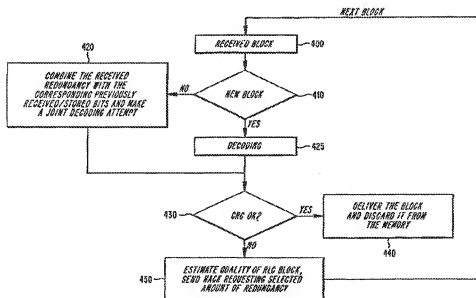 NEXT BLOCK
RECEIVED BLOCK
400
420
COMBINE THE RECEIVED
REDUNDANCY WITH THE
CORRESPONDING PREVIOUSLY
RECEIVED/STORED BITS AND MAKE
A JOINT DECODING ATTEMPT
NO
NEW BLOCK
410
YES
DECODING
425
430
CRC OK?
YES
DELIVER THE BLOCK
AND DISCARD IT FROM
THE MEMORY
440
NO
450
ESTIMATE QUALITY OF RLC BLOCK,
SEND NACK REQUESTING SELECTED
AMOUNT OF REDUNDANCY